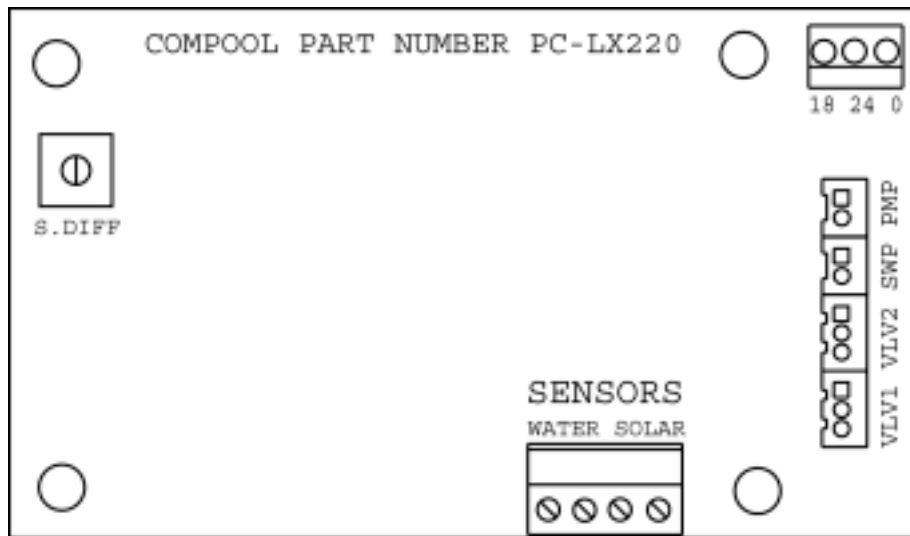 COMPOOL PART NUMBER PC-LX220
18 24 0
S.DIFF
PMP
SWP
VLV2
VLV1
SENSORS
WATER SOLAR